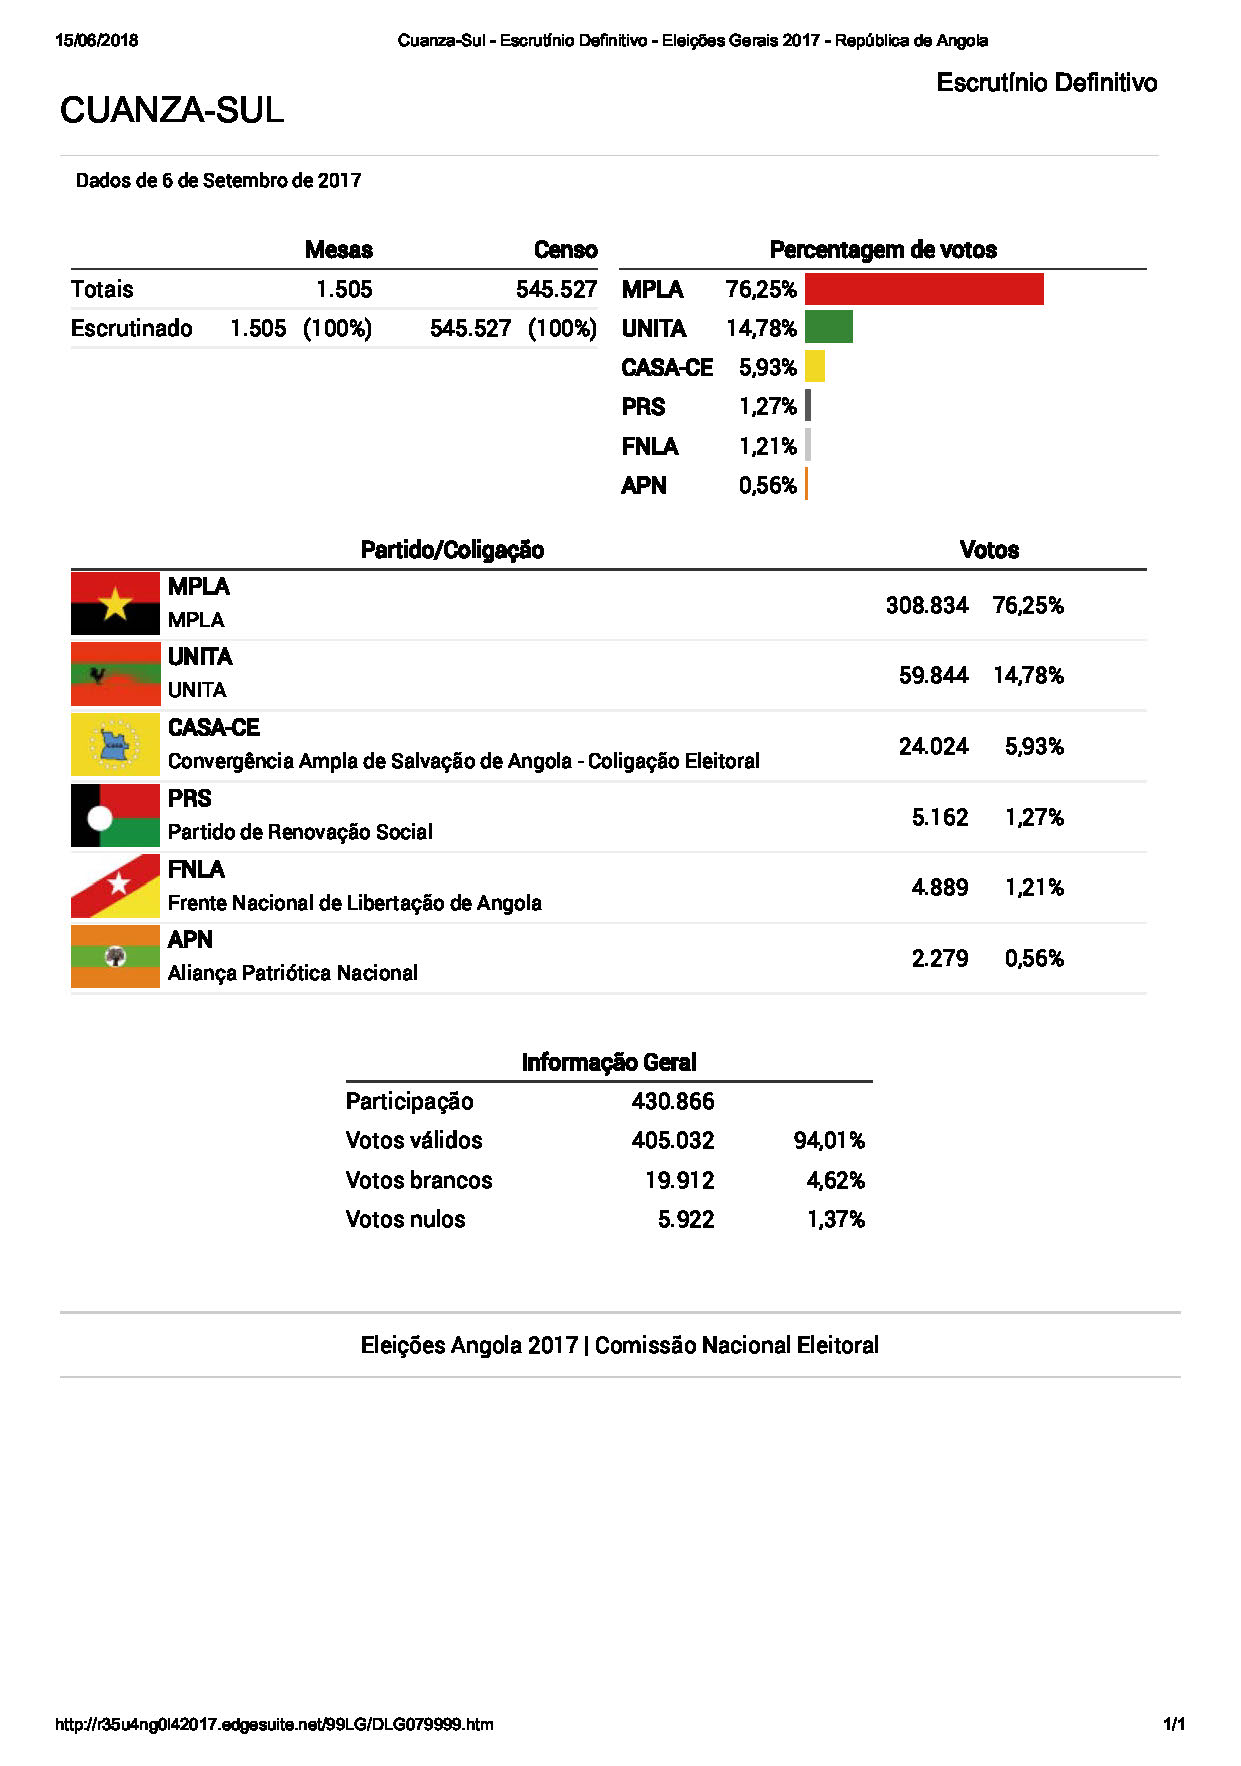 15/06/2018 Cuanza-Sul - Escrutínio Definitivo - Eleições Gerais 2017 - República de Angola
Escrutínio Definitivo
CUANZA-SUL
Dados de 6 de Setembro de 2017
Mesas Censo
Totais 1.505 545.527
Escrutinado 1.505 (100%) 545.527 (100%)
Percentagem de votos
MPLA 76,25%
UNITA 14,78%
CASA-CE 5,93%
PRS 1,27%
FNLA 1,21%
APN 0,56%
Partido/Coligação Votos
MPLA
MPLA
308.834 76,25%
UNITA
UNITA
59.844 14,78%
CASA-CE
Convergência Ampla de Salvação de Angola - Coligação Eleitoral
24.024 5,93%
PRS
Partido de Renovação Social
5.162 1,27%
FNLA
Frente Nacional de Libertação de Angola
4.889 1,21%
APN
Aliança Patriótica Nacional
2.279 0,56%
Informação Geral
Participação 430.866
Votos válidos 405.032 94,01%
Votos brancos 19.912 4,62%
Votos nulos 5.922 1,37%
Eleições Angola 2017 | Comissão Nacional Eleitoral
http://r35u4ng0l42017.edgesuite.net/99LG/DLG079999.htm 1/1